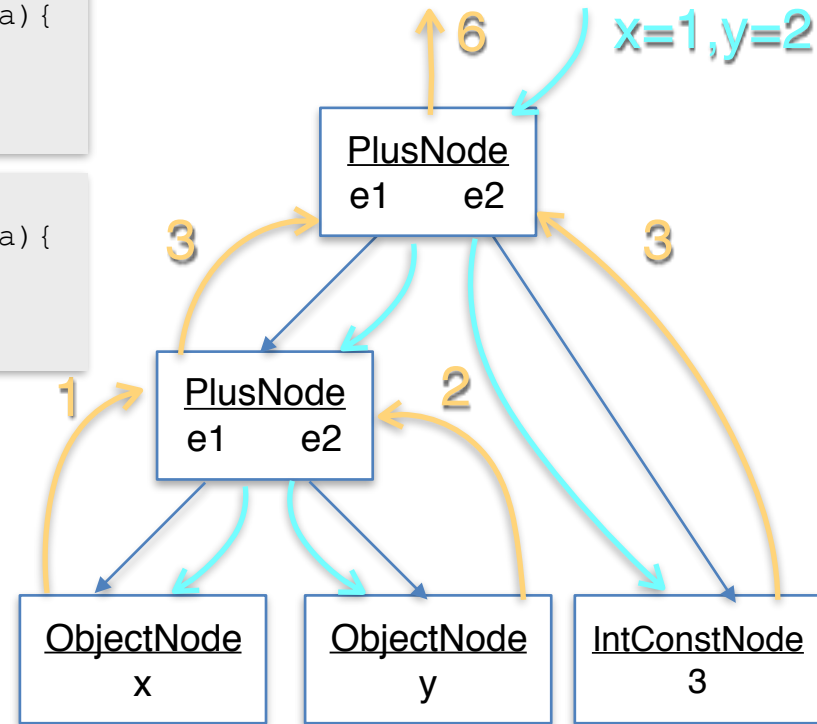 a) {
6
x=1,y=2
PlusNode
e1 e2
a) {
3
3
PlusNode
e1 e2
1
2
ObjectNode
x
ObjectNode
y
IntConstNode
3